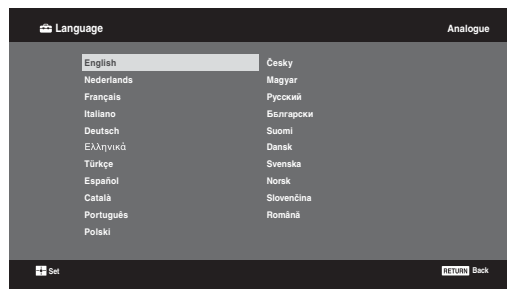 Language
Analogue
English
Nederlands
Français
Italiano
Deutsch
Ελληνικά
Türkçe
Español
Català
Português
Polski
Česky
Magyar
Русский
Български
Suomi
Dansk
Svenska
Norsk
Slovenčina
Română
Set
RETURN Back